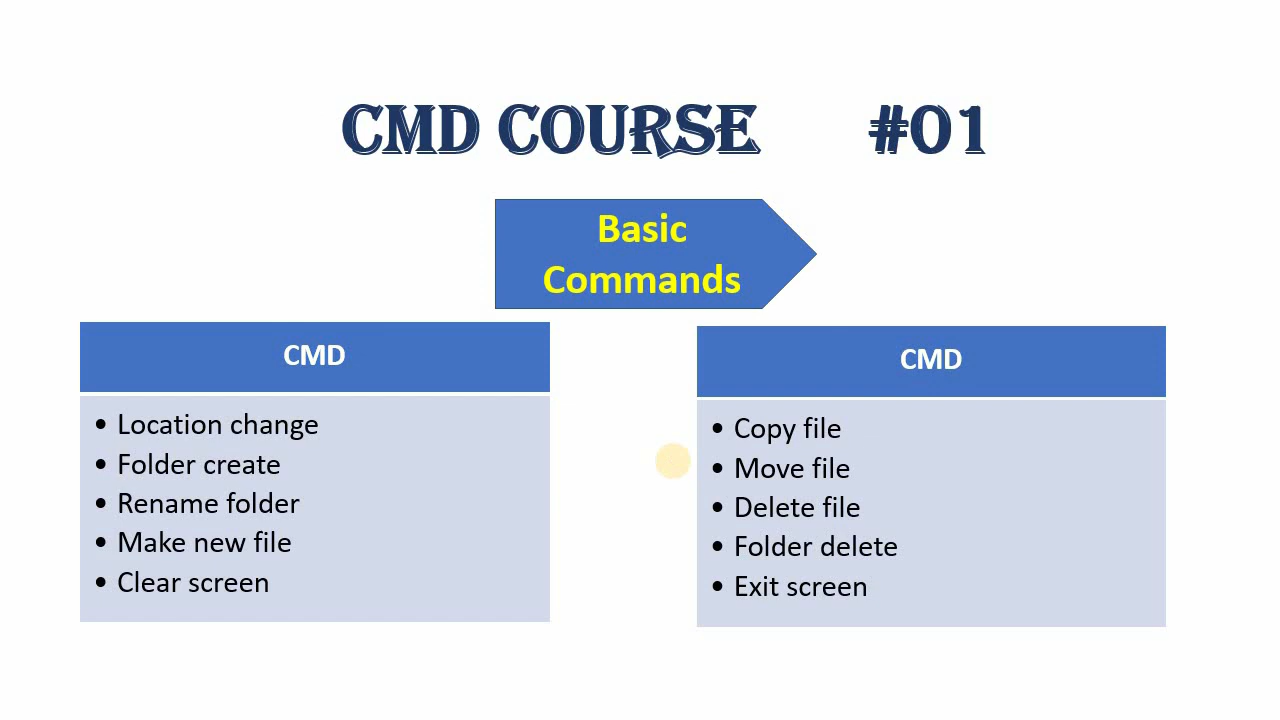 CMD COURSE #01
Basic
Commands
CMD
• Location change
• Folder create
• Rename folder
• Make new file
• Clear screen
CMD
• Copy file
• Move file
• Delete file
• Folder delete
• Exit screen